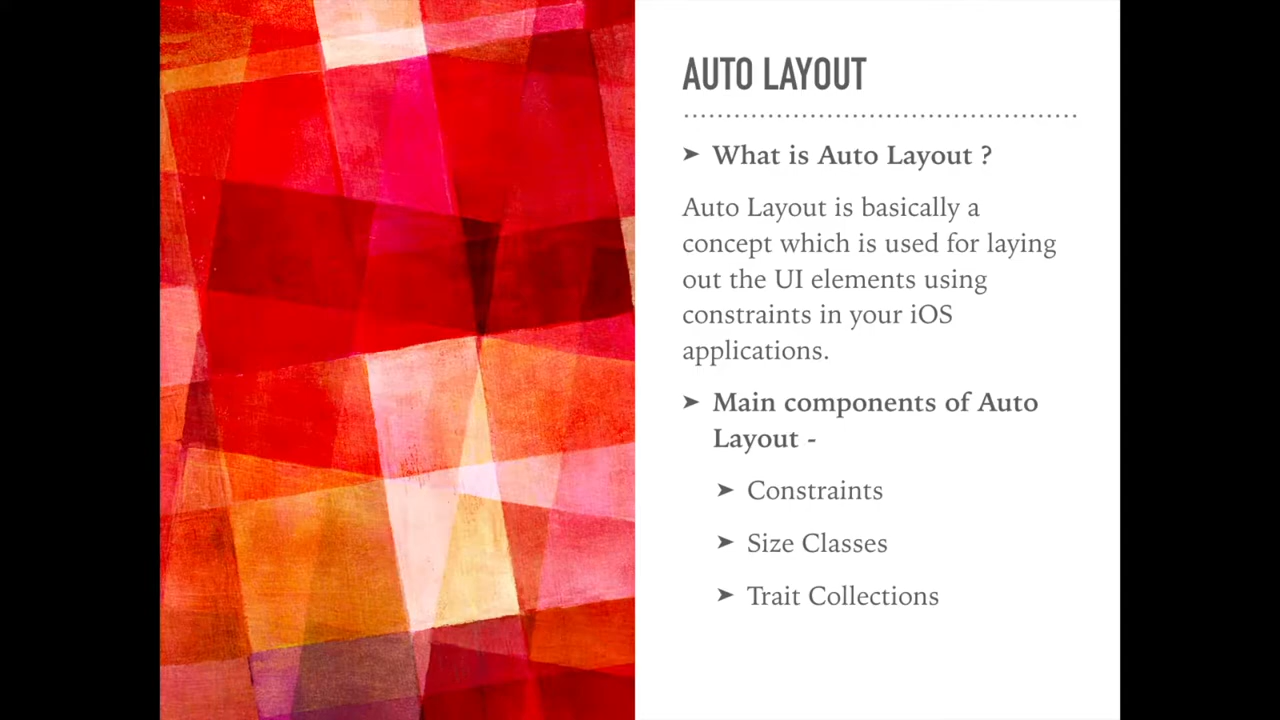 AUTO LAYOUT
➤ What is Auto Layout ?
Auto Layout is basically a
concept which is used for laying
out the UI elements using
constraints in your iOS
applications.
➤ Main components of Auto
Layout -
➤ Constraints
➤ Size Classes
➤ Trait Collections